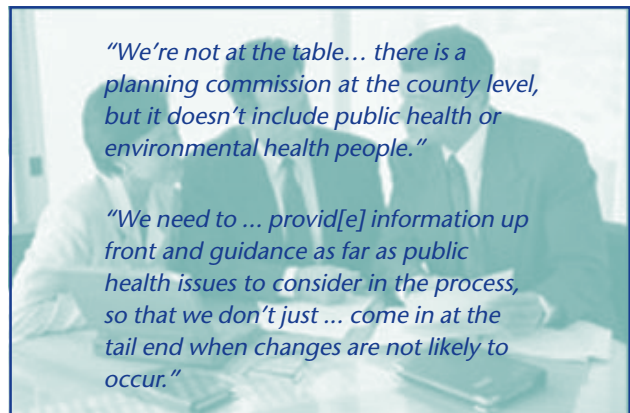 “We’re not at the table… there is a
planning commission at the county level,
but it doesn’t include public health or
environmental health people.”
“We need to ... provid[e] information up
front and guidance as far as public
health issues to consider in the process,
so that we don’t just ... come in at the
tail end when changes are not likely to
occur.”